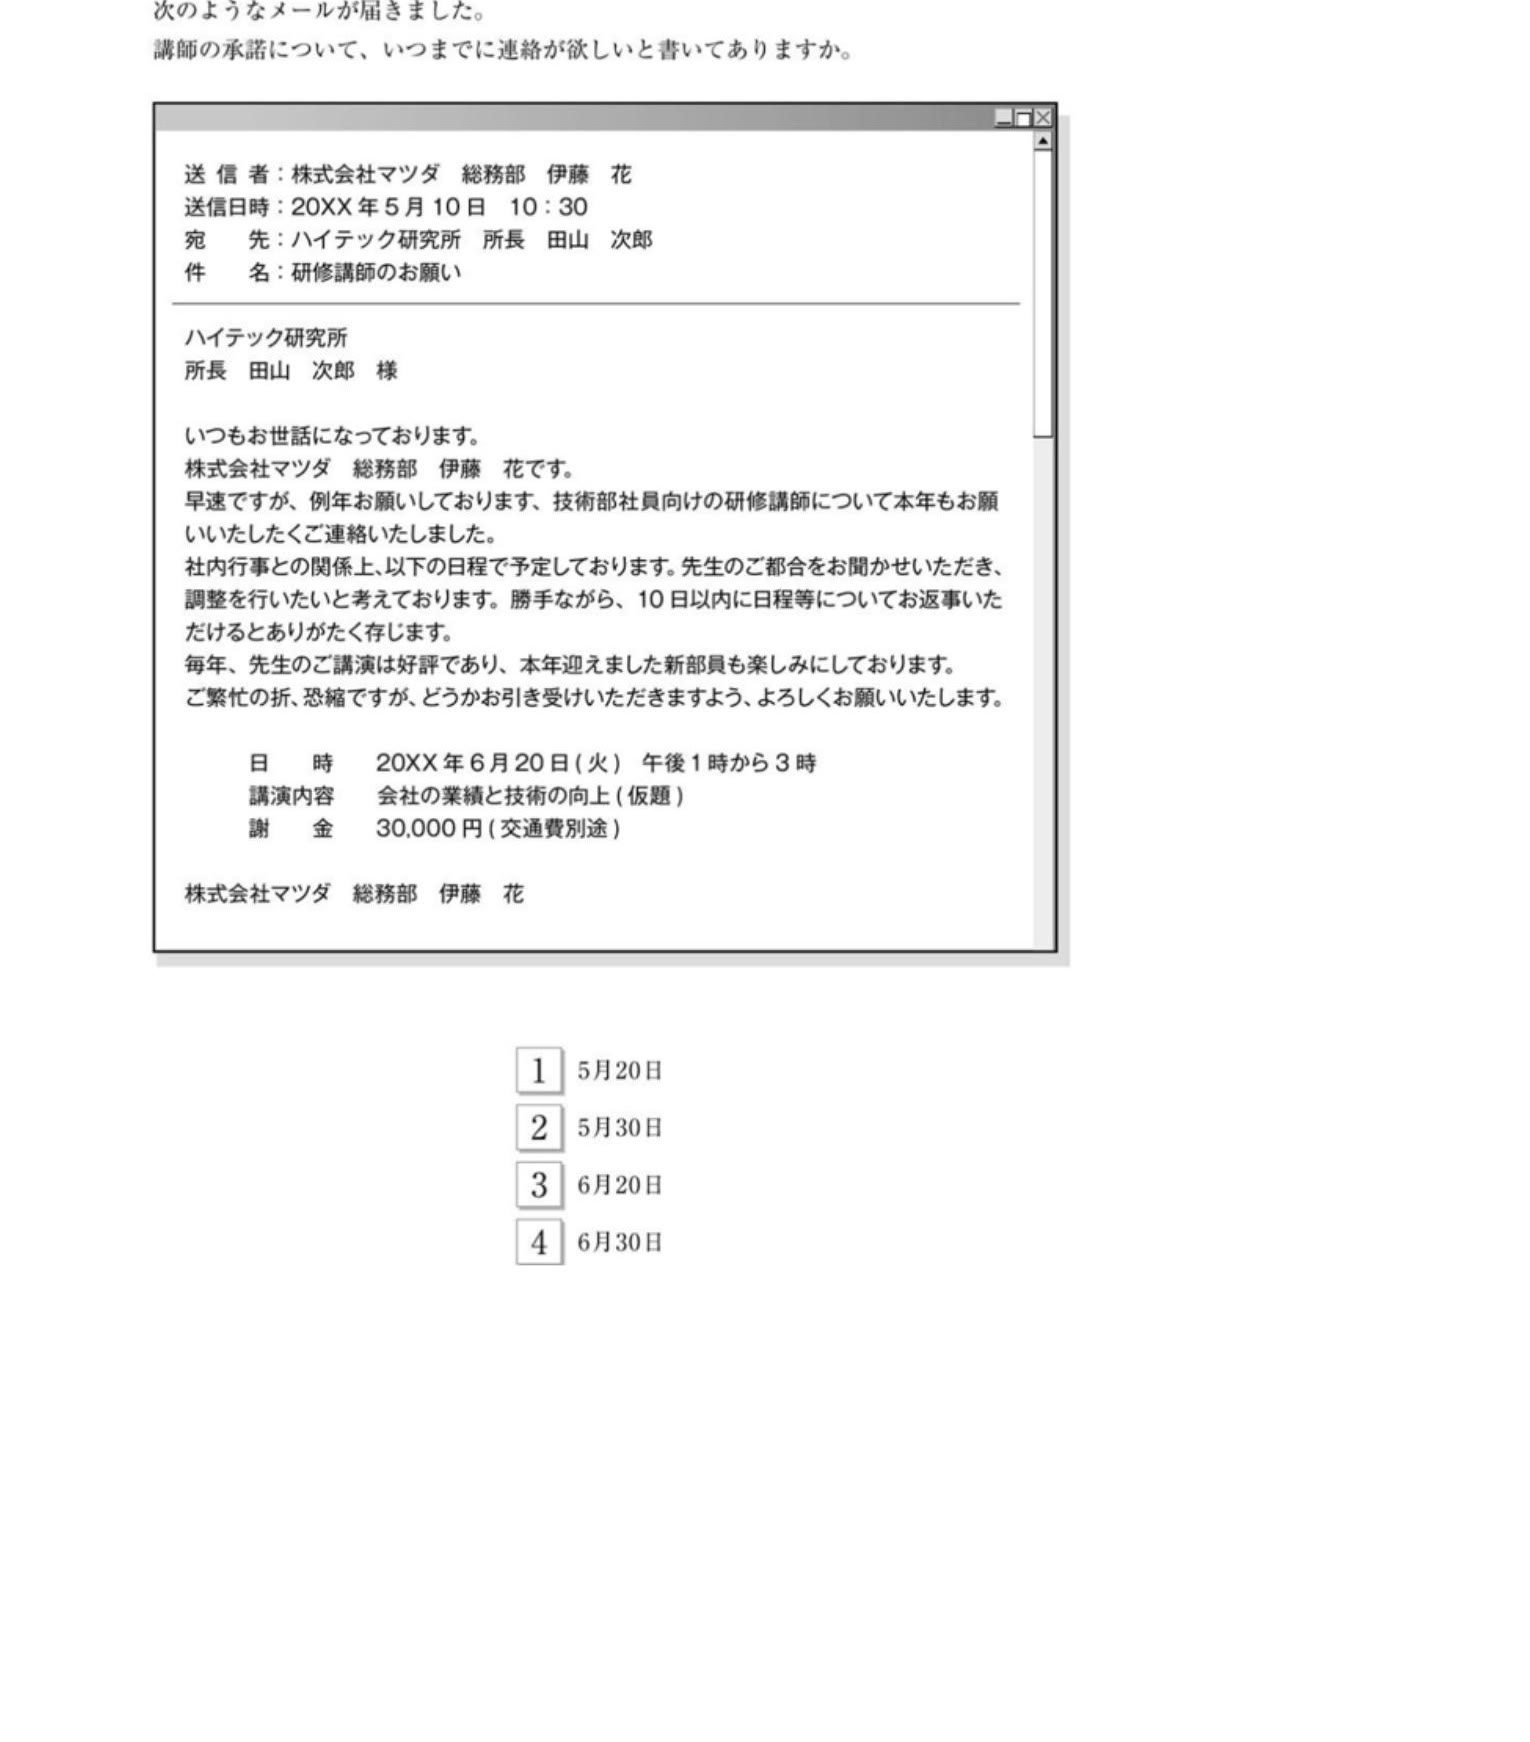 次のようなメールが届きました。
講師の承諾について、いつまでに連絡が欲しいと書いてありますか。
送 信 者：株式会社マツダ　総務部　伊藤　花
送信日時：20XX 年 5 月 10 日　10：30
宛　　先：ハイテック研究所　所長　田山　次郎
件　　名：研修講師のお願い
ハイテック研究所
所長　田山　次郎　様
いつもお世話になっております。
株式会社マツダ　総務部　伊藤　花です。
早速ですが、例年お願いしております、技術部社員向けの研修講師について本年もお願
いいたしたくご連絡いたしました。
社内行事との関係上、以下の日程で予定しております。先生のご都合をお聞かせいただき、
調整を行いたいと考えております。勝手ながら、10 日以内に日程等についてお返事いた
だけるとありがたく存じます。
毎年、先生のご講演は好評であり、本年迎えました新部員も楽しみにしております。
ご繁忙の折、恐縮ですが、どうかお引き受けいただきますよう、よろしくお願いいたします。
日　　時　　20XX 年 6 月 20 日 ( 火 )　午後 1 時から 3 時
講演内容　　会社の業績と技術の向上 ( 仮題 )
謝　　金　　30,000 円 ( 交通費別途 )
株式会社マツダ　総務部　伊藤　花
1 5月20日
2 5月30日
3 6月20日
4 6月30日